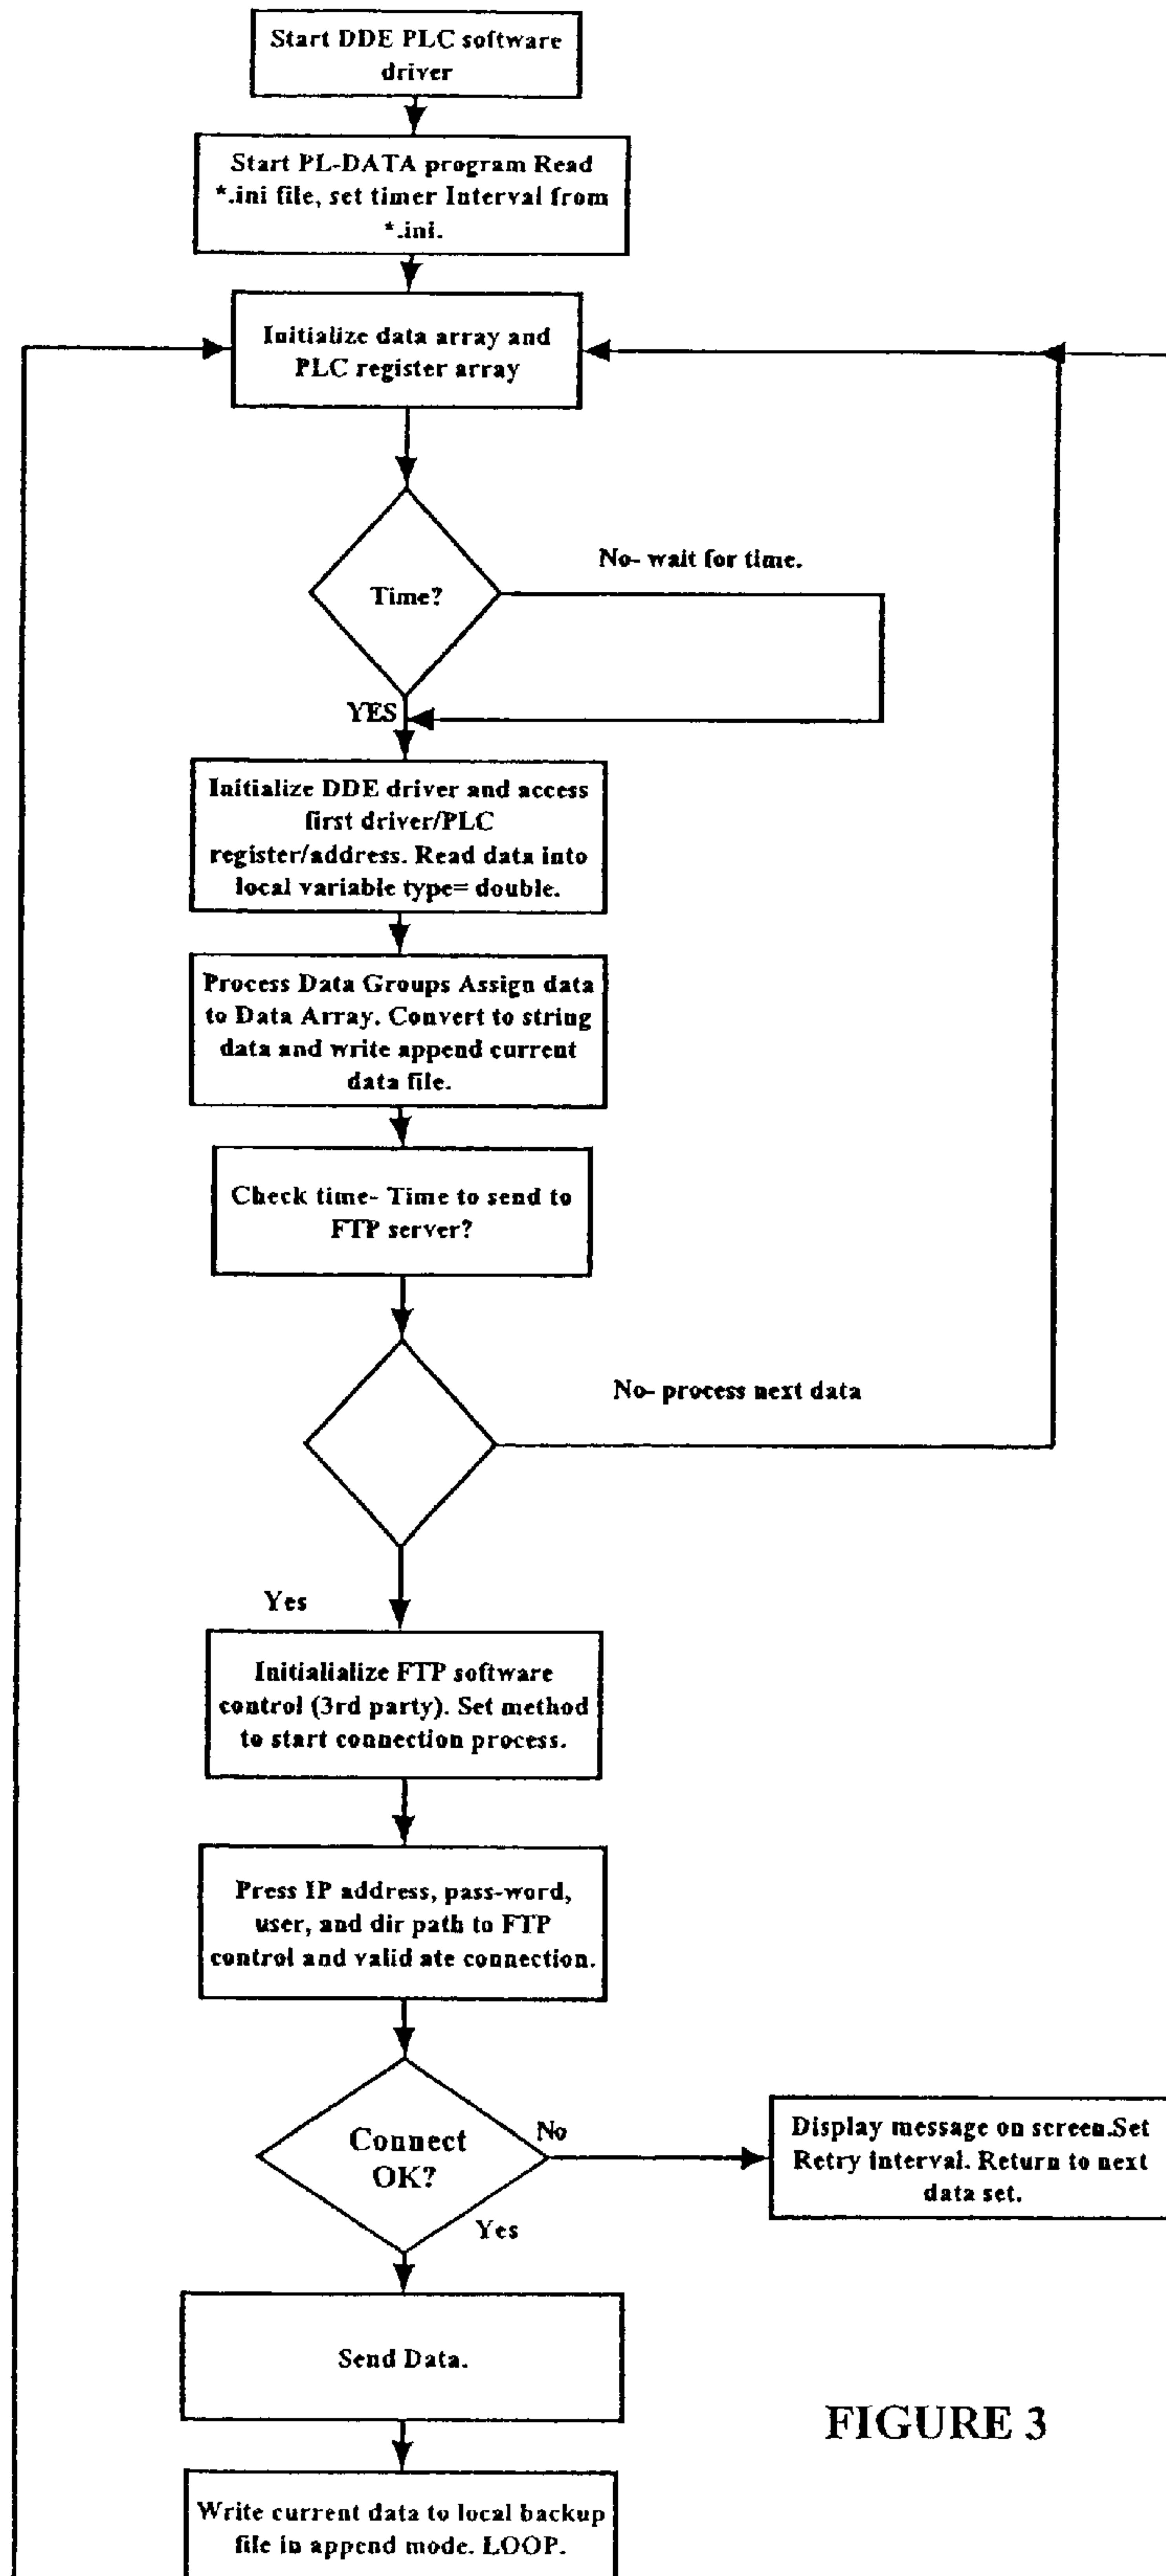 Start DDE PLC software
driver
Start PL-DATA program Read
*.ini file, set timer Interval from
*.ini.
Initialize data array and
PLC register array
Time?
No- wait for time.
YES
Initialize DDE driver and access
first driver/PLC
register/address. Read data into
local variable type= double.
Process Data Groups Assign data
to Data Array. Convert to string
data and write append current
data file.
Check time- Time to send to
FTP server?
No- process next data
Yes
Initialialize FTP software
control (3rd party). Set method
to start connection process.
Press IP address, pass-word,
user, and dir path to FTP
control and valid ate connection.
Connect
OK?
No
Display message on screen.Set
Retry interval. Return to next
data set.
Yes
Send Data.
FIGURE 3
Write current data to local backup
file in append mode. LOOP.